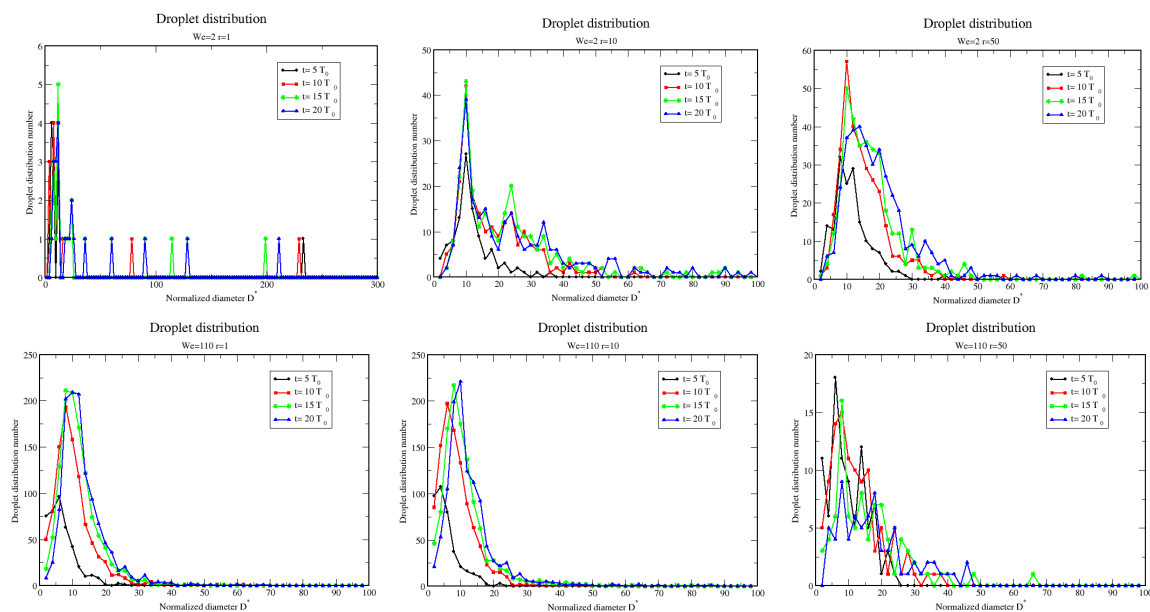 Droplet distribution
We=2 r=1
Droplet distribution number
6
5
4
3
2
1
0
0
100
200
300
Normalized diameter D*
t= 5 T0
t= 10 T0
t= 15 T0
t= 20 T0
Droplet distribution
We=2 r=10
Droplet distribution number
50
40
30
20
10
0
0 10 20 30 40 50 60 70 80 90 100
Normalized diameter D*
t= 5 T0
t= 10 T0
t= 15 T0
t= 20 T0
Droplet distribution
We=2 r=50
Droplet distribution number
60
50
40
30
20
10
0
0 10 20 30 40 50 60 70 80 90 100
Normalized diameter D*
t= 5 T0
t= 10 T0
t= 15 T0
t= 20 T0
Droplet distribution
We=110 r=1
Droplet distribution number
250
200
150
100
50
0
0 10 20 30 40 50 60 70 80 90 100
Normalized diameter D*
t= 5 T0
t= 10 T0
t= 15 T0
t= 20 T0
Droplet distribution
We=110 r=10
Droplet distribution number
250
200
150
100
50
0
0 10 20 30 40 50 60 70 80 90 100
Normalized diameter D*
t= 5 T0
t= 10 T0
t= 15 T0
t= 20 T0
Droplet distribution
We=110 r=50
Droplet distribution number
20
15
10
5
0
0 10 20 30 40 50 60 70 80 90 100
Normalized diameter D*
t= 5 T0
t= 10 T0
t= 15 T0
t= 20 T0